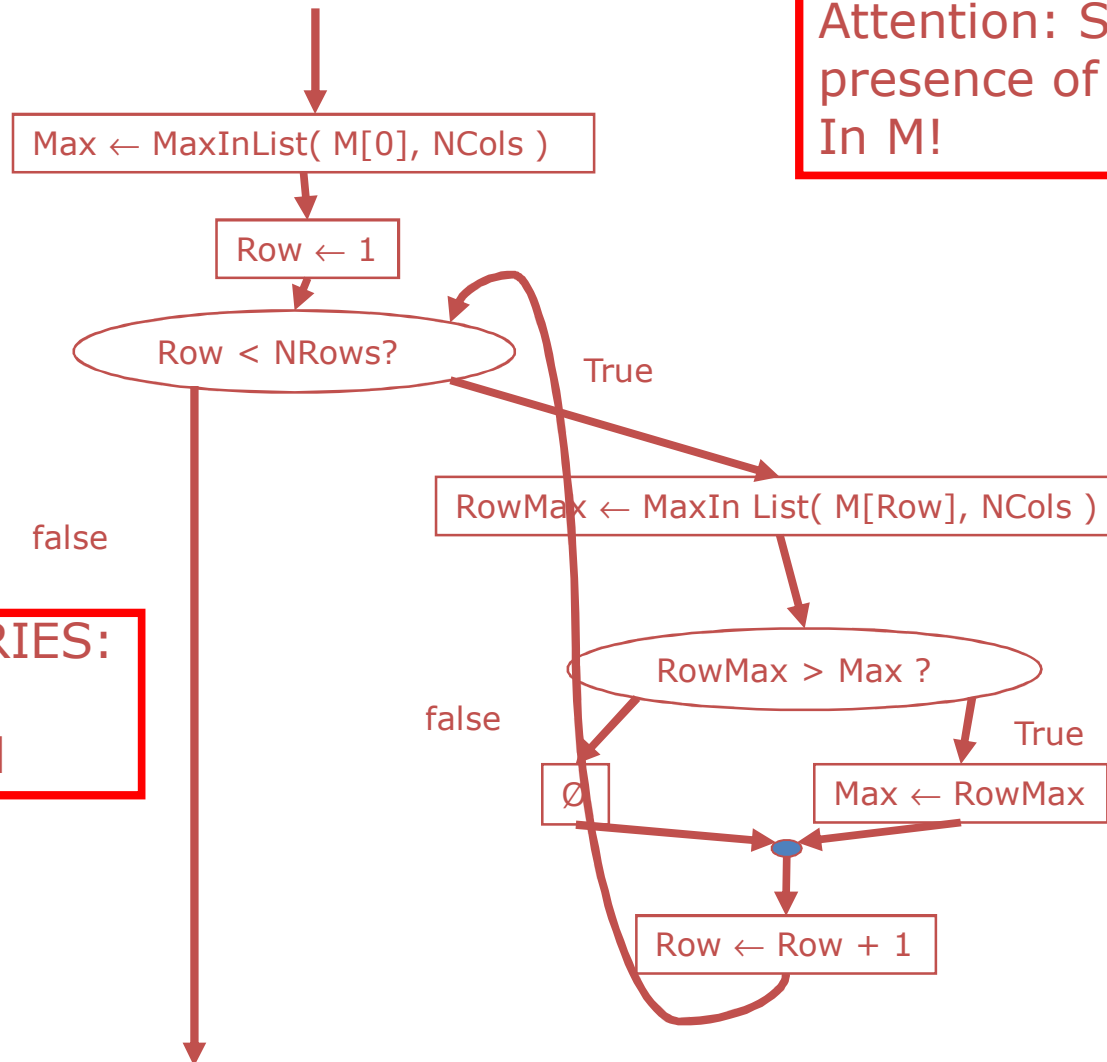 Attention: S
presence of
In M!
Max ← MaxInList( M[0], NCols )
Row ← 1
Row < NRows?
True
RowMax ← MaxIn List( M[Row], NCols )
false
RIES:
RowMax > Max ?
false
True
Ø
Max ← RowMax
Row ← Row + 1